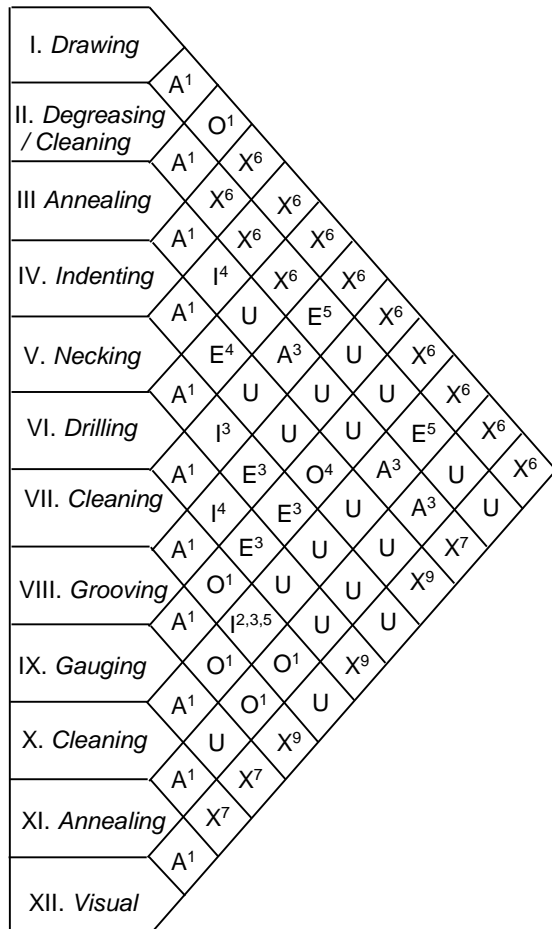 I. Drawing
A¹
II. Degreasing
/ Cleaning
O¹
A¹ X⁶
III Annealing X⁶ X⁶
A¹ X⁶ X⁶
IV. Indenting I⁴ X⁶ X⁶
A¹ U E⁵ X⁶
V. Necking E⁴ A³ U X⁶
A¹ U U U X⁶
VI. Drilling I³ U U E⁵ X⁶
A¹ E³ O⁴ A³ U X⁶
VII. Cleaning I⁴ E³ U A³ U
A¹ E³ U U X⁷
VIII. Grooving O¹ U U X⁹
A¹ I²,³,⁵ U U
IX. Gauging O¹ O¹ X⁹
A¹ O¹ U
X. Cleaning U X⁹
A¹ X⁷
XI. Annealing X⁷
A¹
XII. Visual